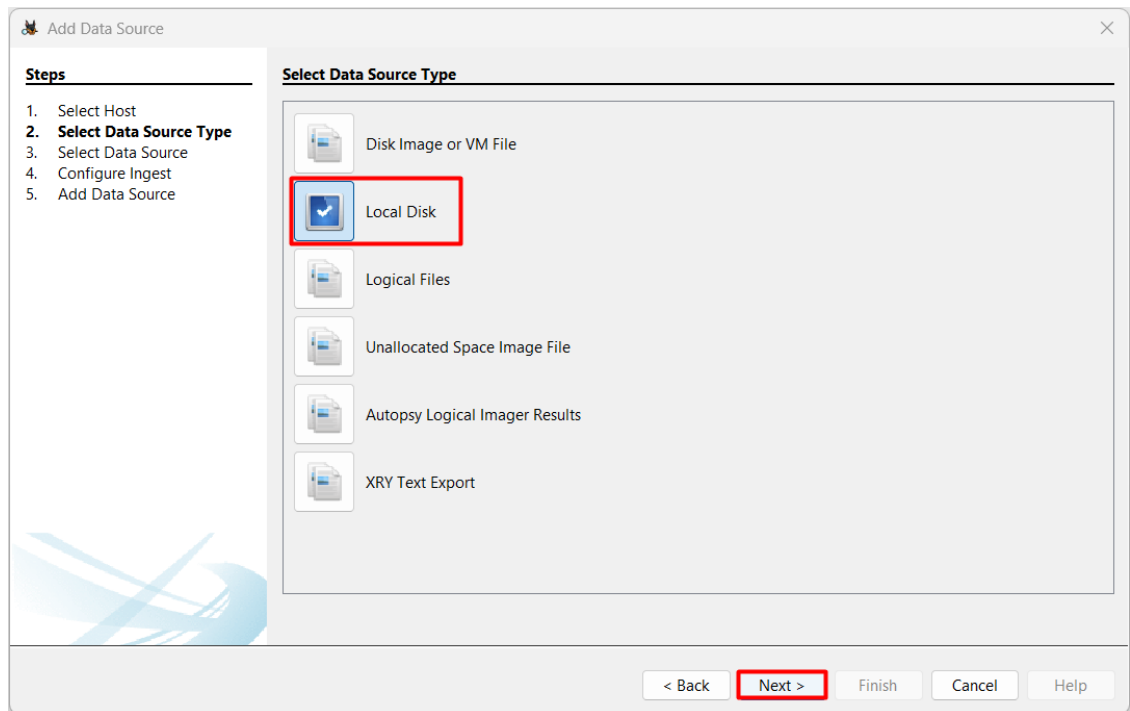 Add Data Source
Steps
1. Select Host
2. Select Data Source Type
3. Select Data Source
4. Configure Ingest
5. Add Data Source
Select Data Source Type
Disk Image or VM File
Local Disk
Logical Files
Unallocated Space Image File
Autopsy Logical Imager Results
XRY Text Export
< Back Next > Finish Cancel Help